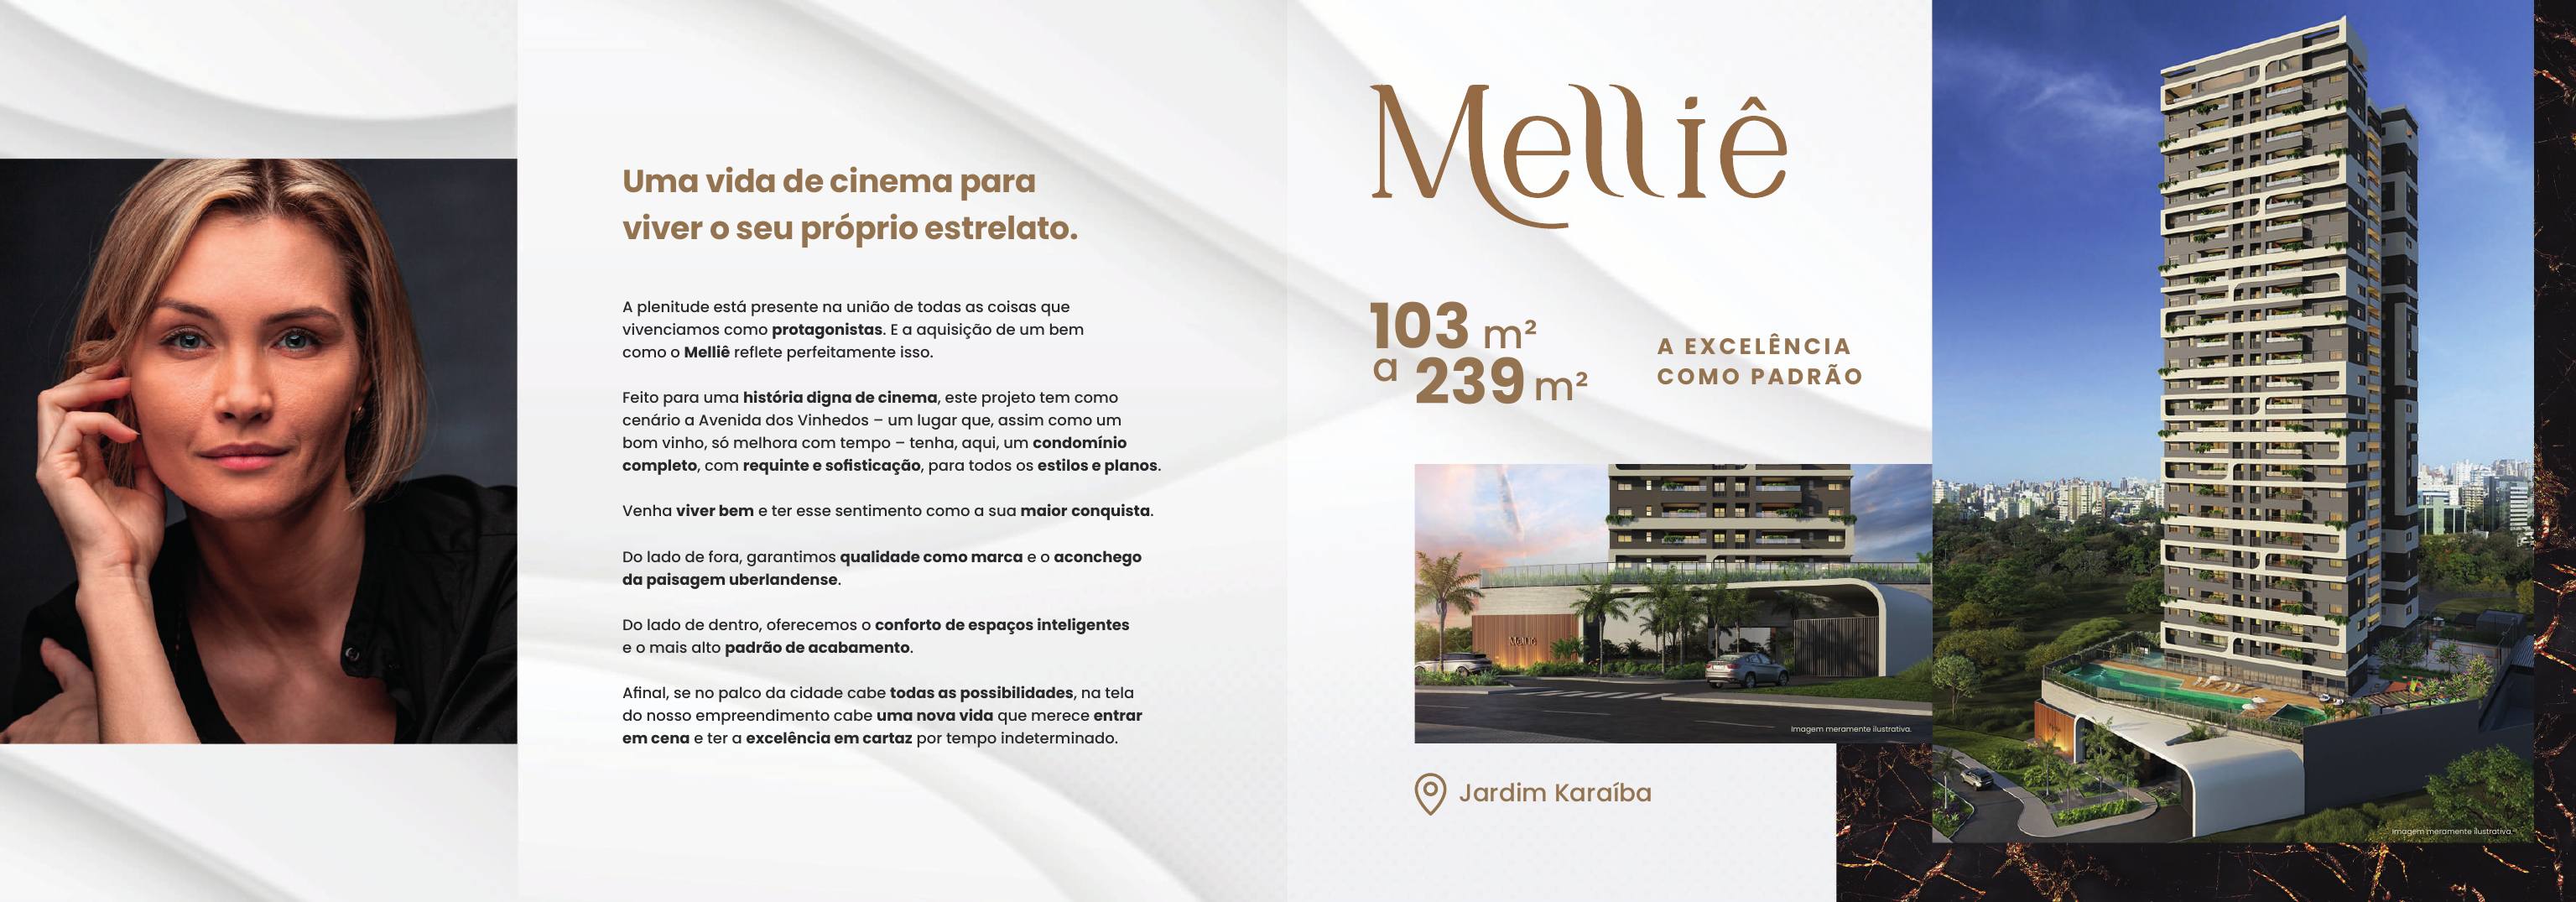 Uma vida de cinema para
viver o seu próprio estrelato.
A plenitude está presente na união de todas as coisas que
vivenciamos como protagonistas. E a aquisição de um bem
como o Melliê reflete perfeitamente isso.
Feito para uma história digna de cinema, este projeto tem como
cenário a Avenida dos Vinhedos – um lugar que, assim como um
bom vinho, só melhora com tempo – tenha, aqui, um condomínio
completo, com requinte e sofisticação, para todos os estilos e planos.
Venha viver bem e ter esse sentimento como a sua maior conquista.
Do lado de fora, garantimos qualidade como marca e o aconchego
da paisagem uberlandense.
Do lado de dentro, oferecemos o conforto de espaços inteligentes
e o mais alto padrão de acabamento.
Afinal, se no palco da cidade cabe todas as possibilidades, na tela
do nosso empreendimento cabe uma nova vida que merece entrar
em cena e ter a excelência em cartaz por tempo indeterminado.
Melliê
103 m²
a 239 m²
A EXCELÊNCIA
COMO PADRÃO
Melliê
Imagem meramente ilustrativa.
Jardim Karaíba
Imagem meramente ilustrativa.